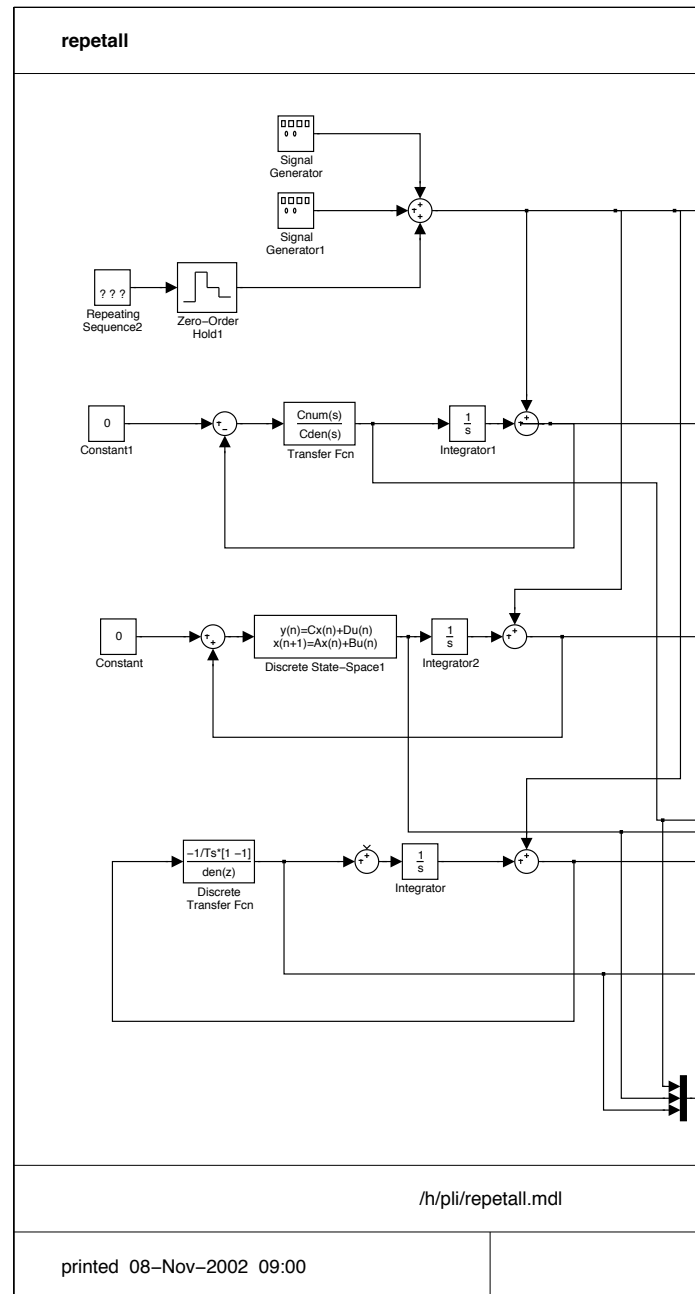 repetall
Signal
Generator
Signal
Generator1
? ? ?
Repeating
Sequence2
Zero−Order
Hold1
0
Constant1
Cnum(s)
Cden(s)
Transfer Fcn
1
s
Integrator1
0
Constant
y(n)=Cx(n)+Du(n)
x(n+1)=Ax(n)+Bu(n)
Discrete State−Space1
1
s
Integrator2
−1/Ts*[1 −1]
den(z)
Discrete
Transfer Fcn
1
s
Integrator
/h/pli/repetall.mdl
printed 08−Nov−2002 09:00